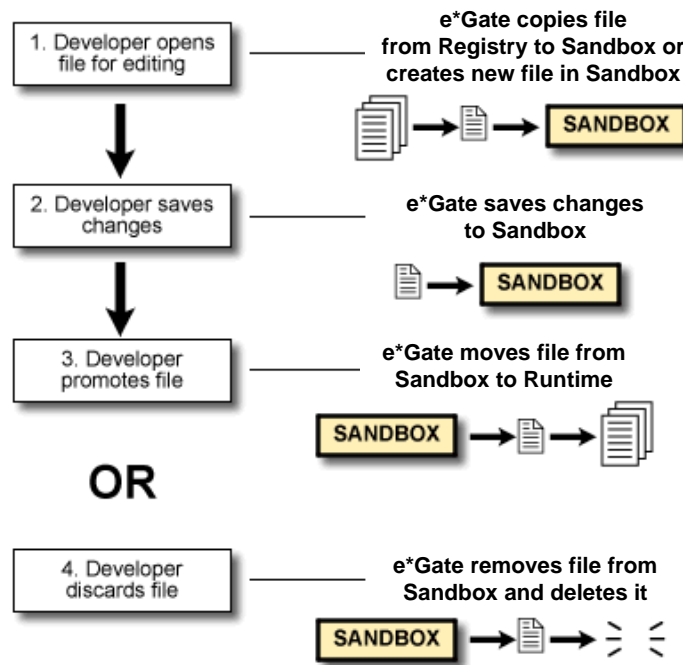 1. Developer opens
file for editing
e*Gate copies file
from Registry to Sandbox or
creates new file in Sandbox
SANDBOX
2. Developer saves
changes
e*Gate saves changes
to Sandbox
SANDBOX
3. Developer
promotes file
e*Gate moves file from
Sandbox to Runtime
SANDBOX
OR
4. Developer
discards file
e*Gate removes file from
Sandbox and deletes it
SANDBOX